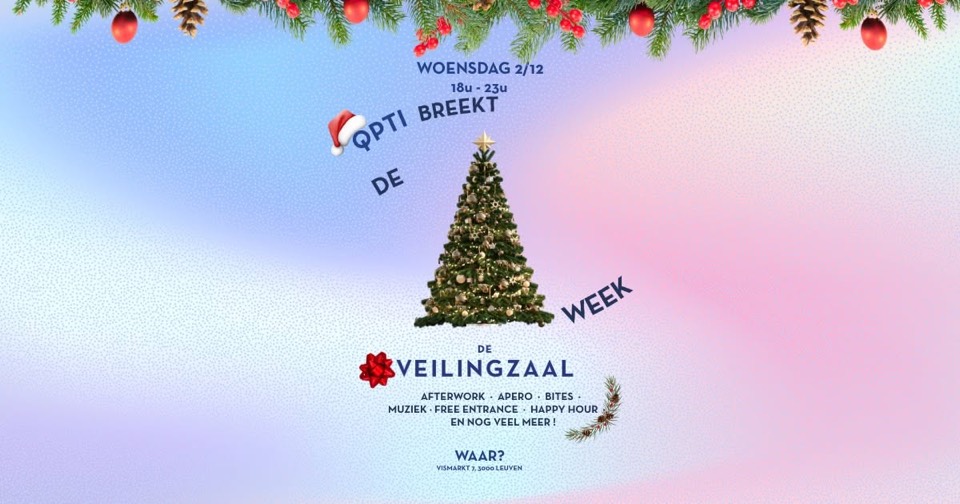 WOENSDAG 2/12
18u - 23u
QPTI BREEKT
DE
WEEK
DE
VEILINGZAAL
AFTERWORK · APERO · BITES ·
MUZIEK · FREE ENTRANCE · HAPPY HOUR
EN NOG VEEL MEER !
WAAR?
VISMARKT 7, 3000 LEUVEN